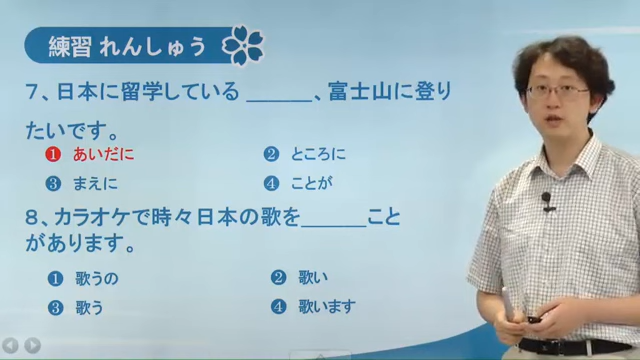 練習 れんしゅう
7、日本に留学している ______、富士山に登り
たいです。
❶ あいだに ❷ ところに
❸ まえに ❹ ことが
8、カラオケで時々日本の歌を______こと
があります。
❶ 歌うの ❷ 歌い
❸ 歌う ❹ 歌います